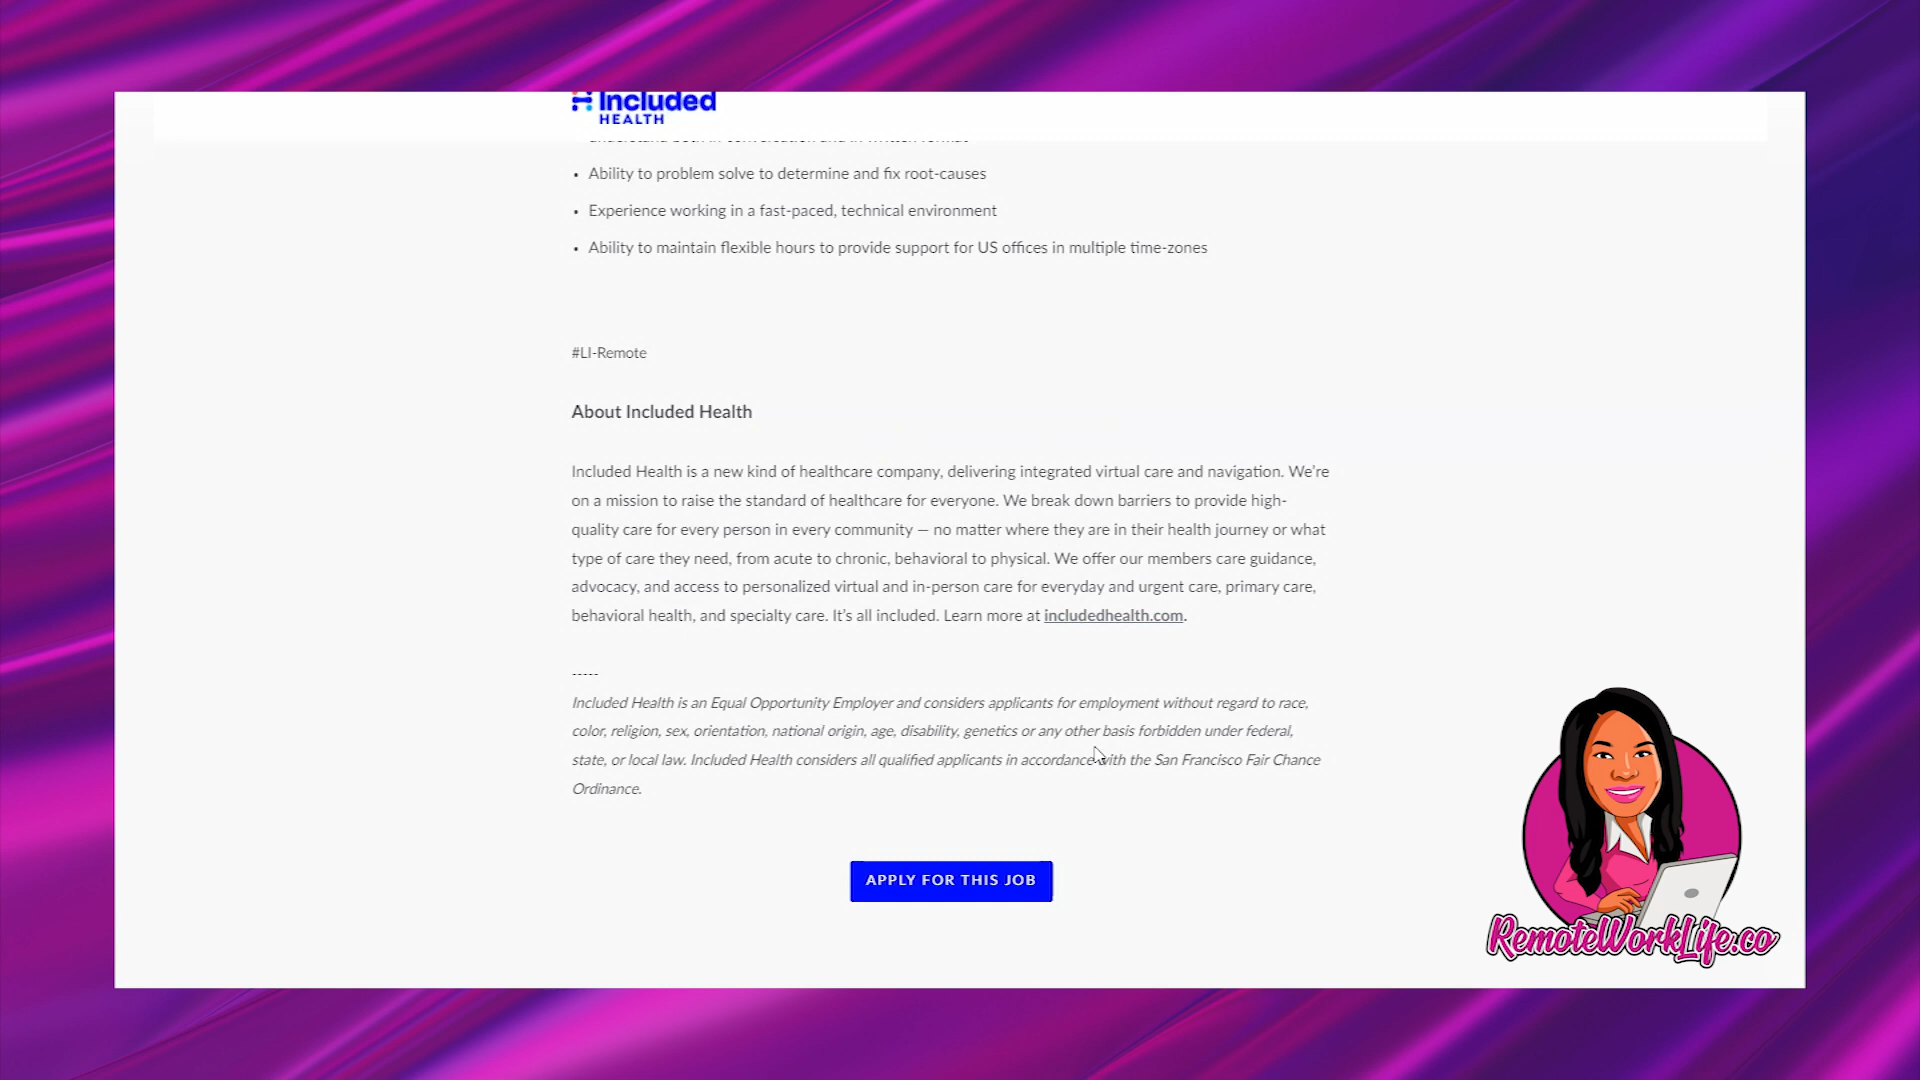 Included
HEALTH
understand both in conversation and in written format
• Ability to problem solve to determine and fix root-causes
• Experience working in a fast-paced, technical environment
• Ability to maintain flexible hours to provide support for US offices in multiple time-zones
#LI-Remote
About Included Health
Included Health is a new kind of healthcare company, delivering integrated virtual care and navigation. We're
on a mission to raise the standard of healthcare for everyone. We break down barriers to provide high-
quality care for every person in every community — no matter where they are in their health journey or what
type of care they need, from acute to chronic, behavioral to physical. We offer our members care guidance,
advocacy, and access to personalized virtual and in-person care for everyday and urgent care, primary care,
behavioral health, and specialty care. It's all included. Learn more at includedhealth.com.
-----
Included Health is an Equal Opportunity Employer and considers applicants for employment without regard to race,
color, religion, sex, orientation, national origin, age, disability, genetics or any other basis forbidden under federal,
state, or local law. Included Health considers all qualified applicants in accordance with the San Francisco Fair Chance
Ordinance.
APPLY FOR THIS JOB
RemoteWorkLife.co